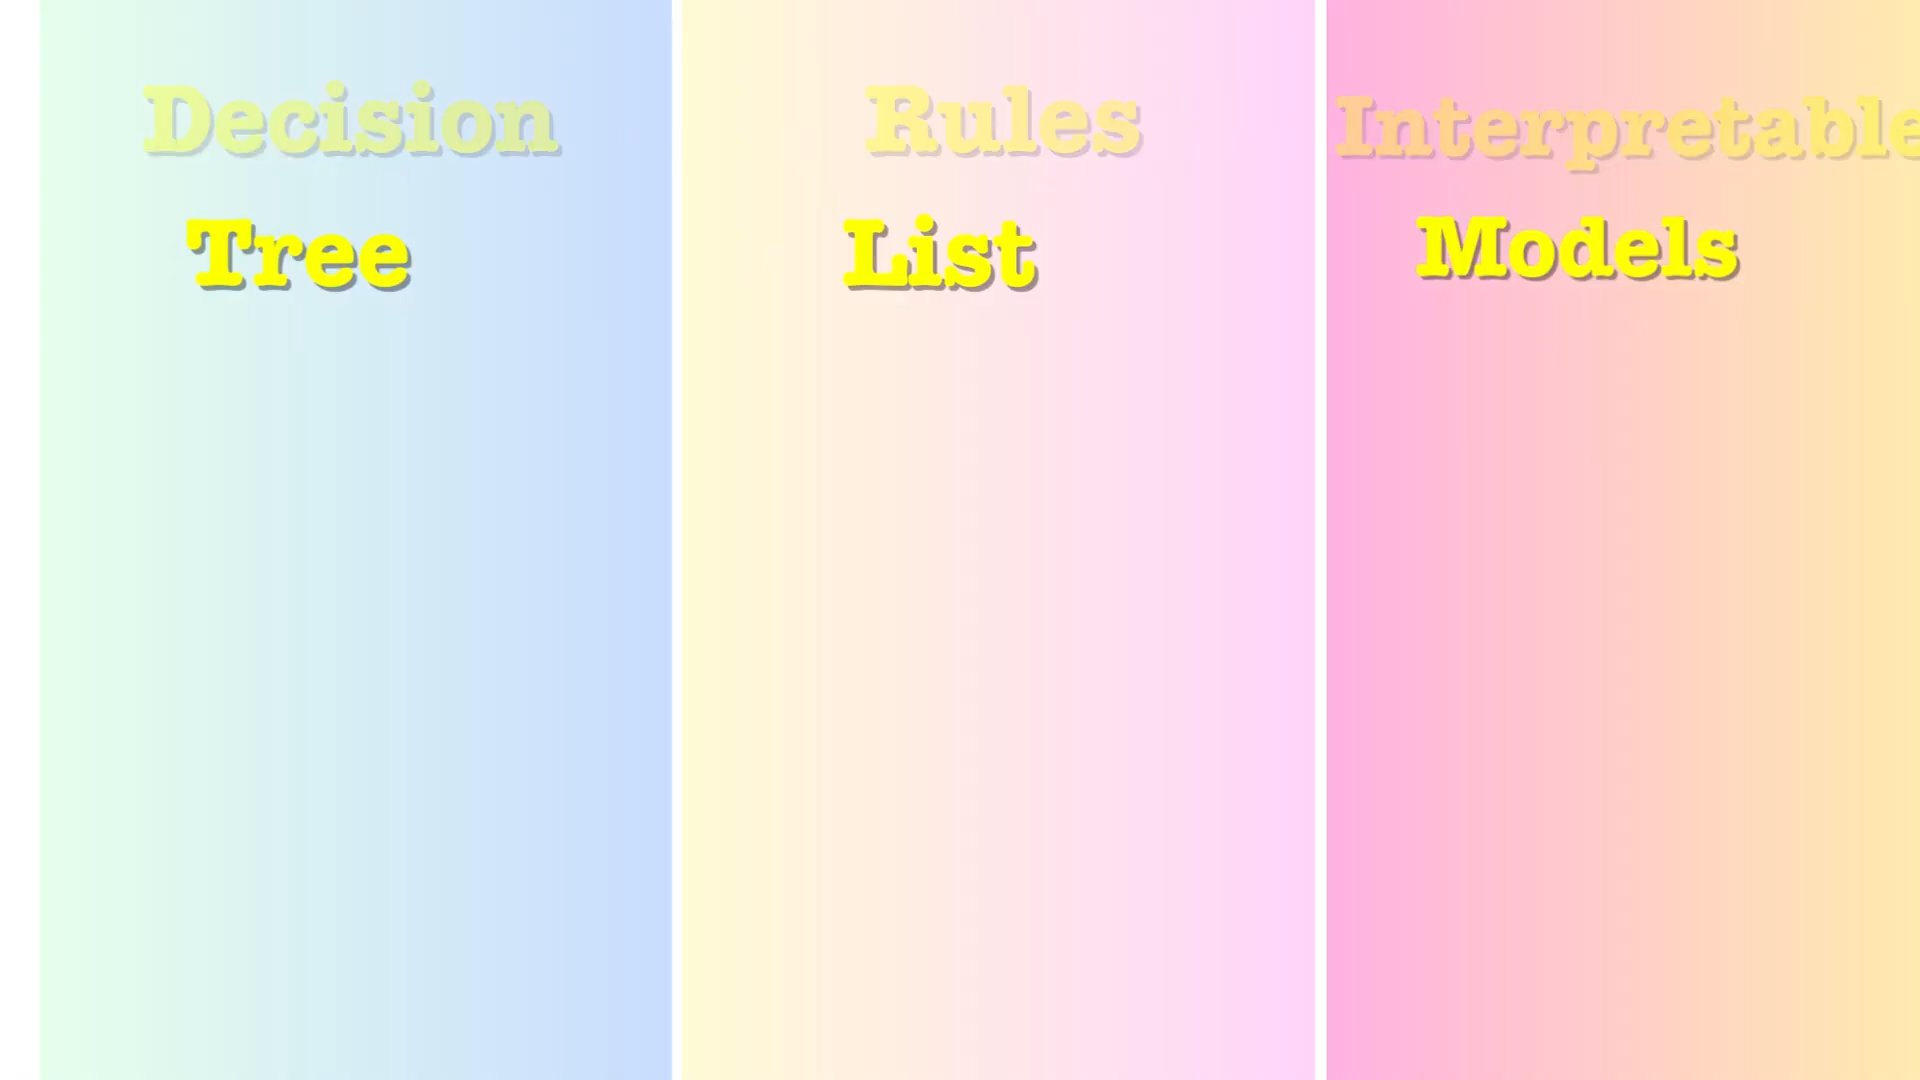 Decision
Tree
Rules
List
Interpretable
Models